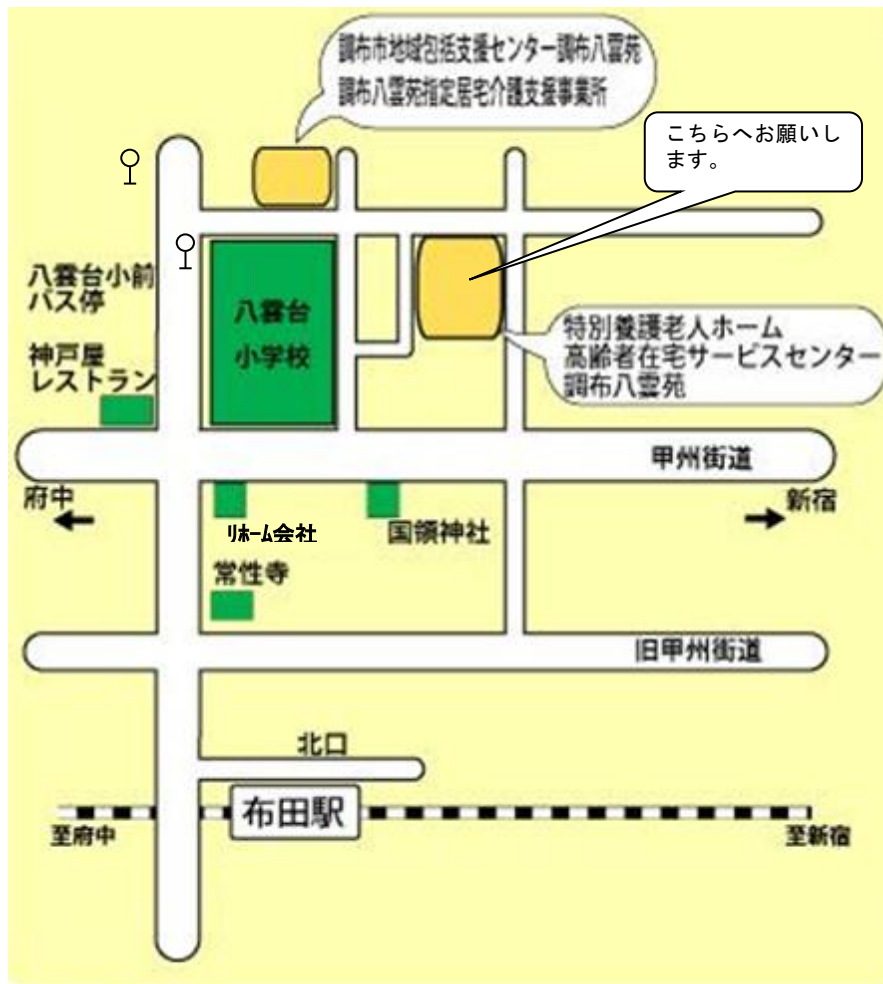 調布市地域包括支援センター調布八雲苑
調布八雲苑指定居宅介護支援事業所
こちらへお願いし
ます。
八雲台小前
バス停
八雲台
小学校
特別養護老人ホーム
高齢者在宅サービスセンター
調布八雲苑
神戸屋
レストラン
甲州街道
府中
新宿
ﾘﾎｰﾑ会社
国領神社
常性寺
旧甲州街道
北口
布田駅
至府中
至新宿